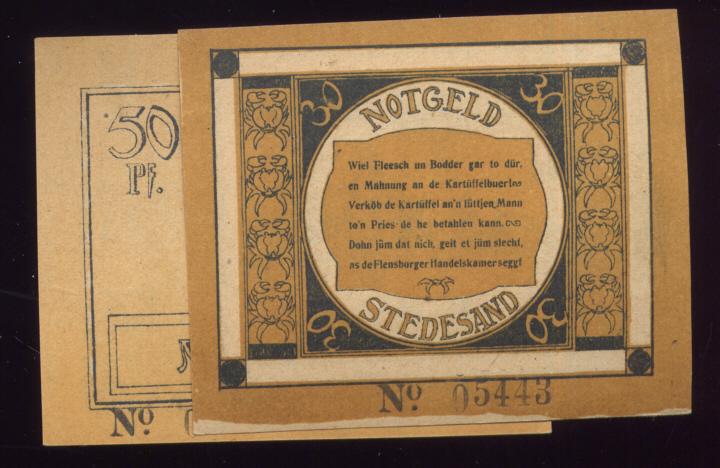 50
Pf.
Nº
30 30
NOTGELD
Wiel Fleesch un Bodder gar to dür,
en Mahnung an de Kartüffelbuerles
Verköb de Kartüffel an'n lüttjen Mann
to'n Pries de he betahlen kann.
Dohn jüm dat nich, geit et jüm slecht,
as de Flensburger Handelskamer seggt
STEDESAND
30 30
Nº 05443